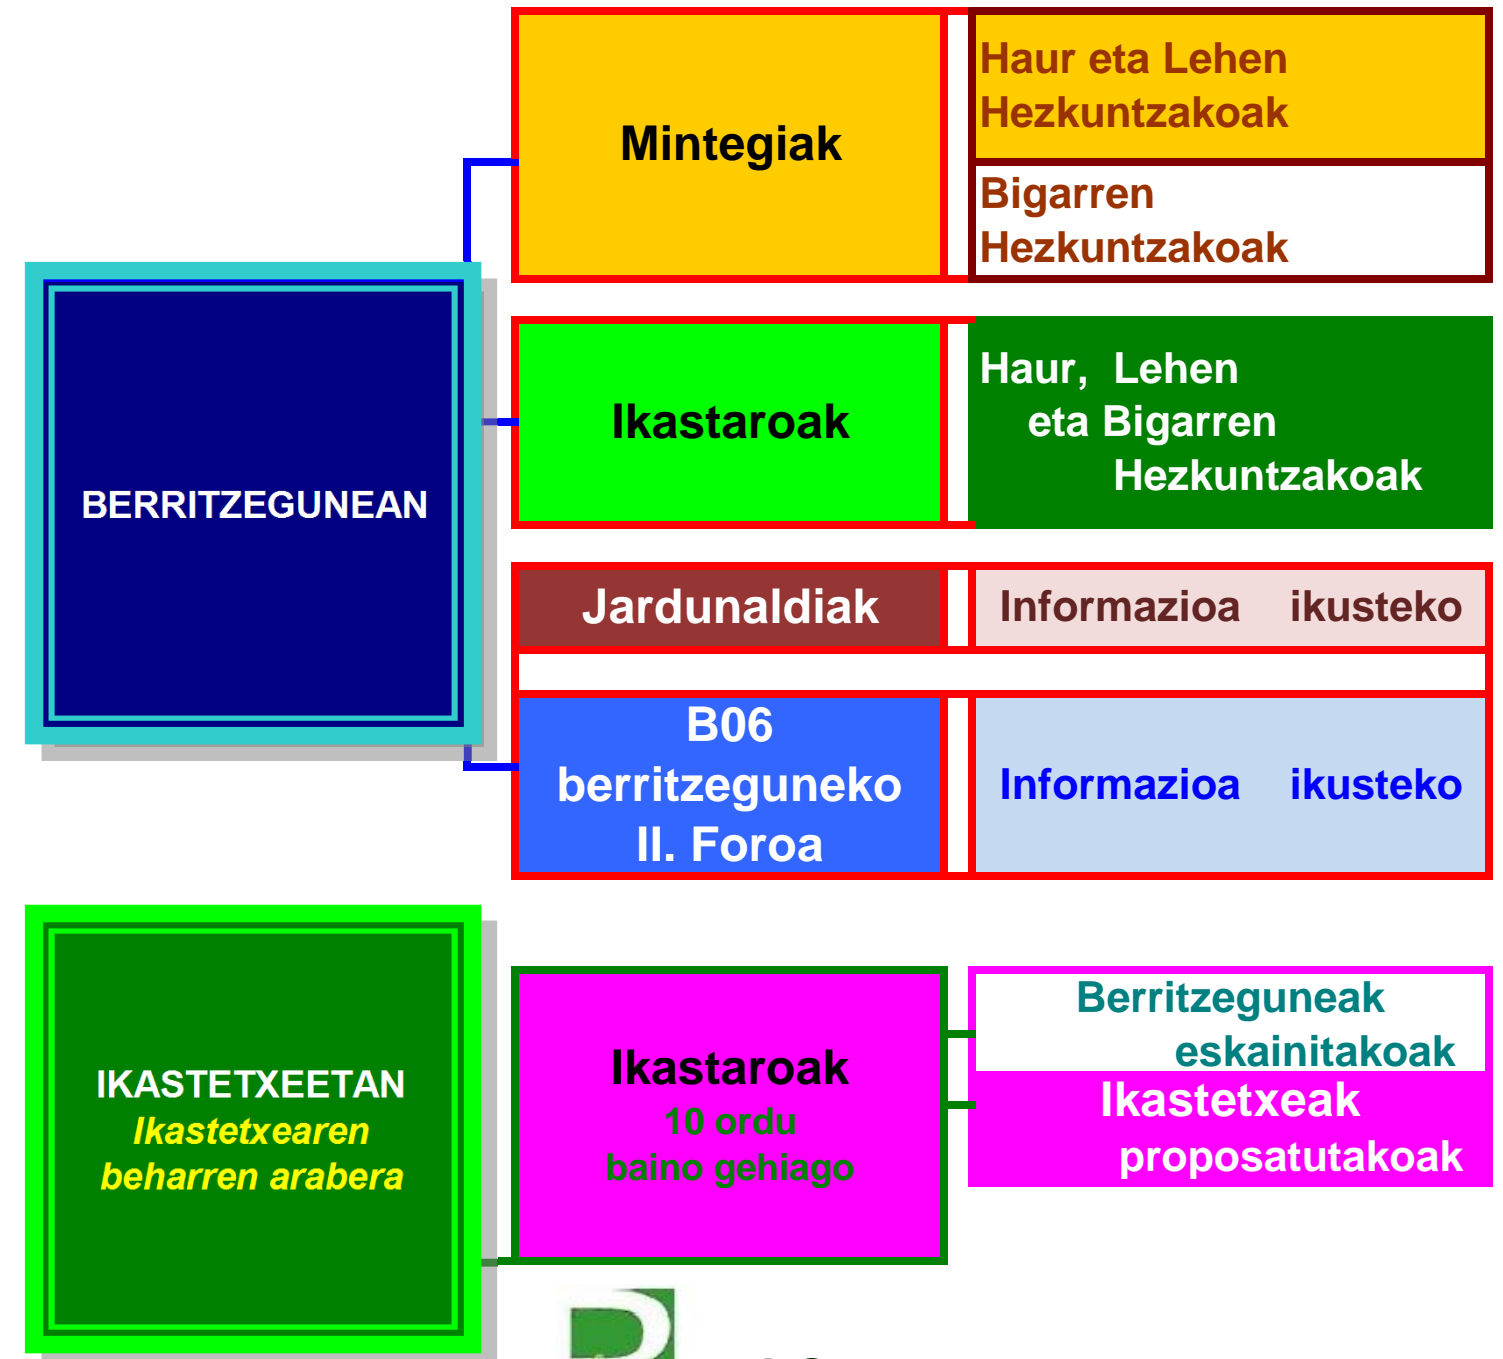 Mintegiak
Haur eta Lehen
Hezkuntzakoak
Bigarren
Hezkuntzakoak
BERRITZEGUNEAN
Ikastaroak
Haur, Lehen
eta Bigarren
Hezkuntzakoak
Jardunaldiak
Informazioa ikusteko
B06
berritzeguneko
II. Foroa
Informazioa ikusteko
IKASTETXEETAN
Ikastetxearen
beharren arabera
Ikastaroak
10 ordu
baino gehiago
Berritzeguneak
eskainitakoak
Ikastetxeak
proposatutakoak